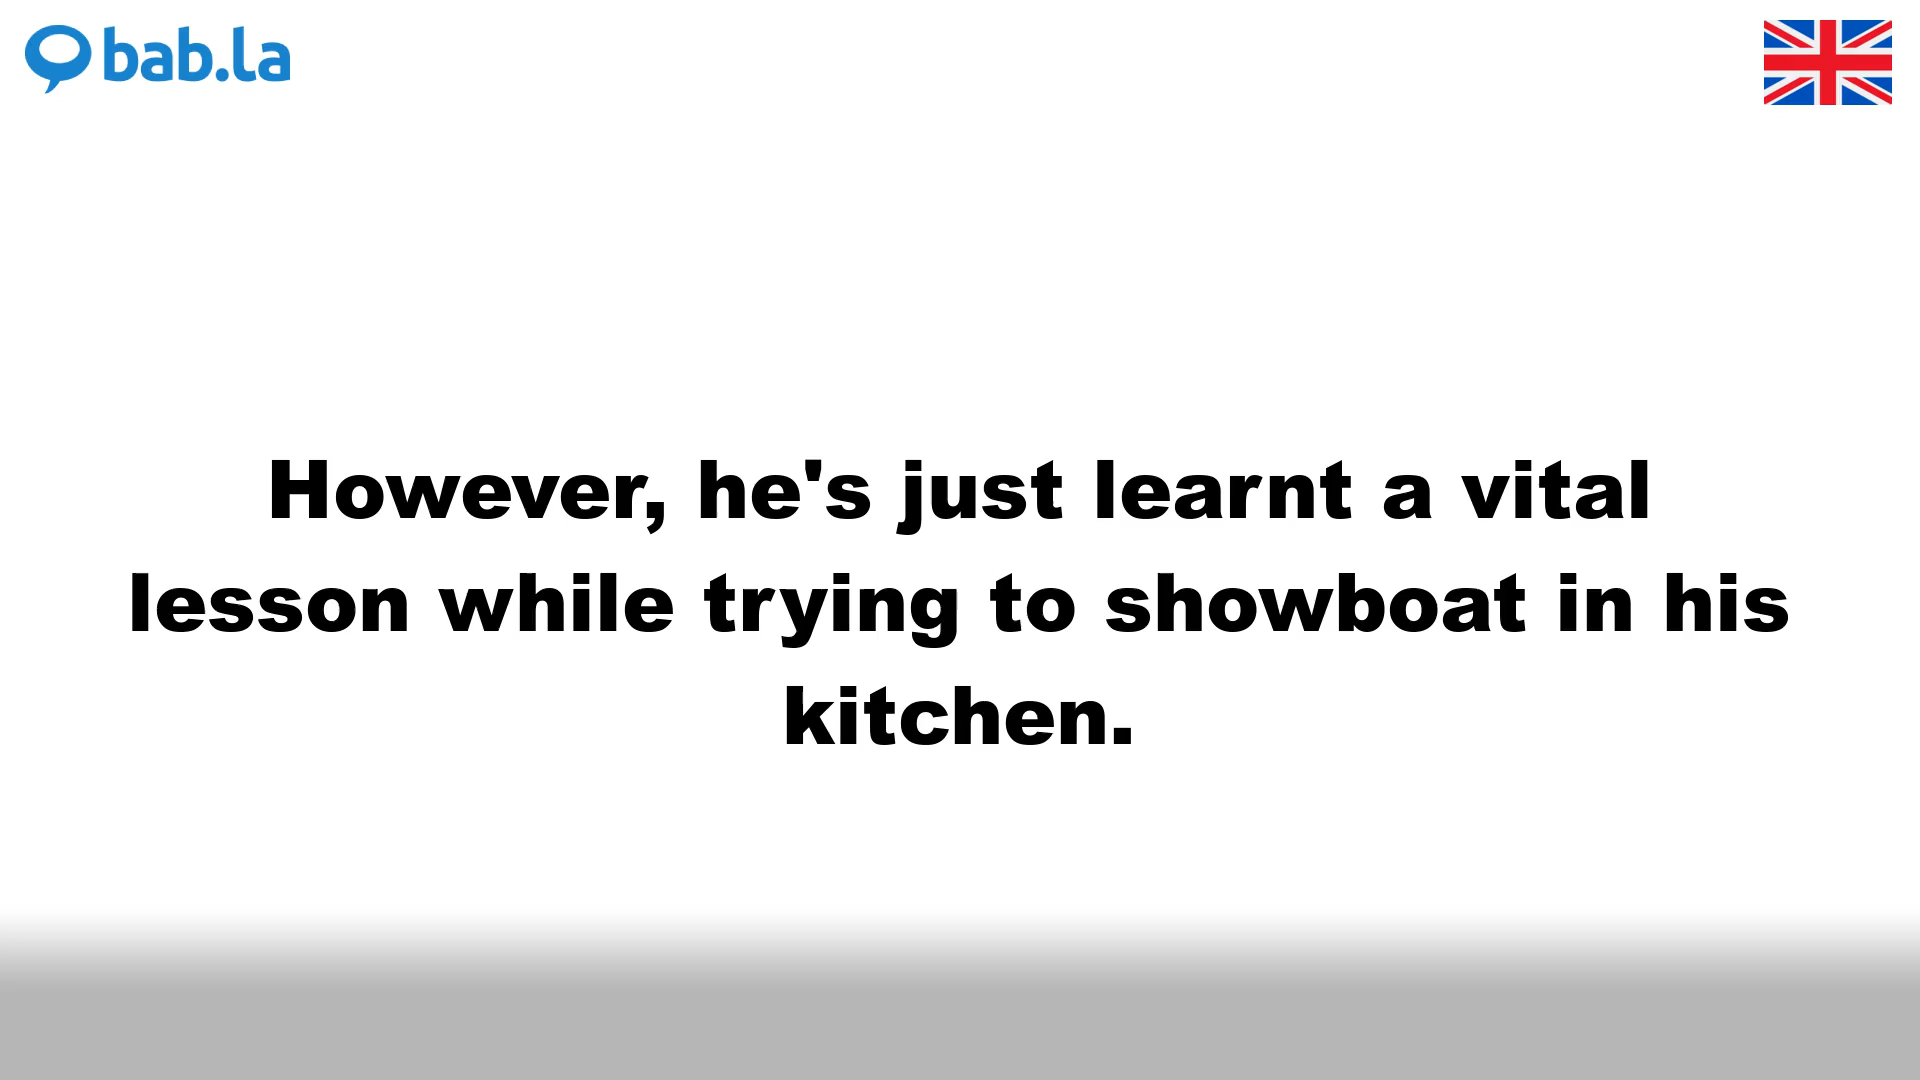 bab.la
However, he's just learnt a vital
lesson while trying to showboat in his
kitchen.